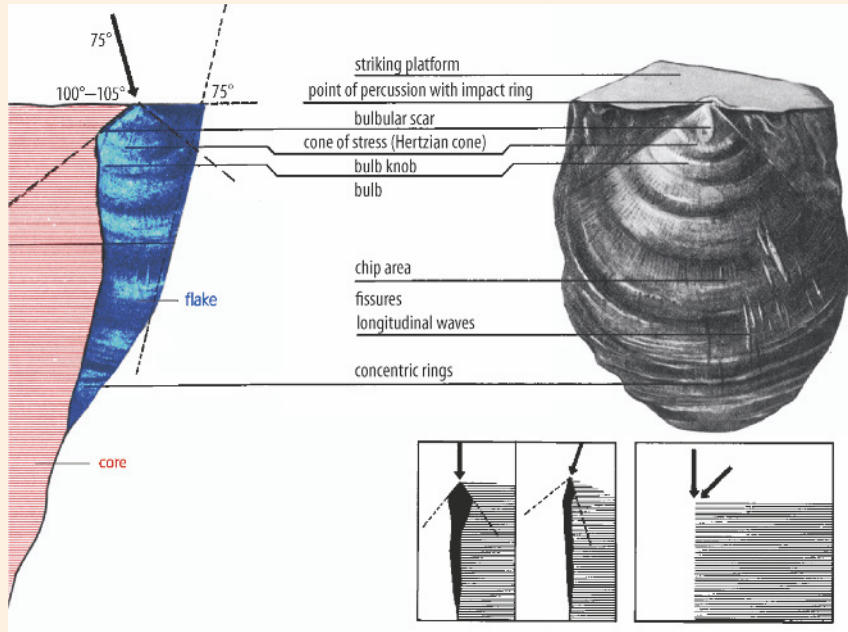 75°
100°–105°
75°
striking platform
point of percussion with impact ring
bulbular scar
cone of stress (Hertzian cone)
bulb knob
bulb
chip area
flake
fissures
longitudinal waves
concentric rings
core